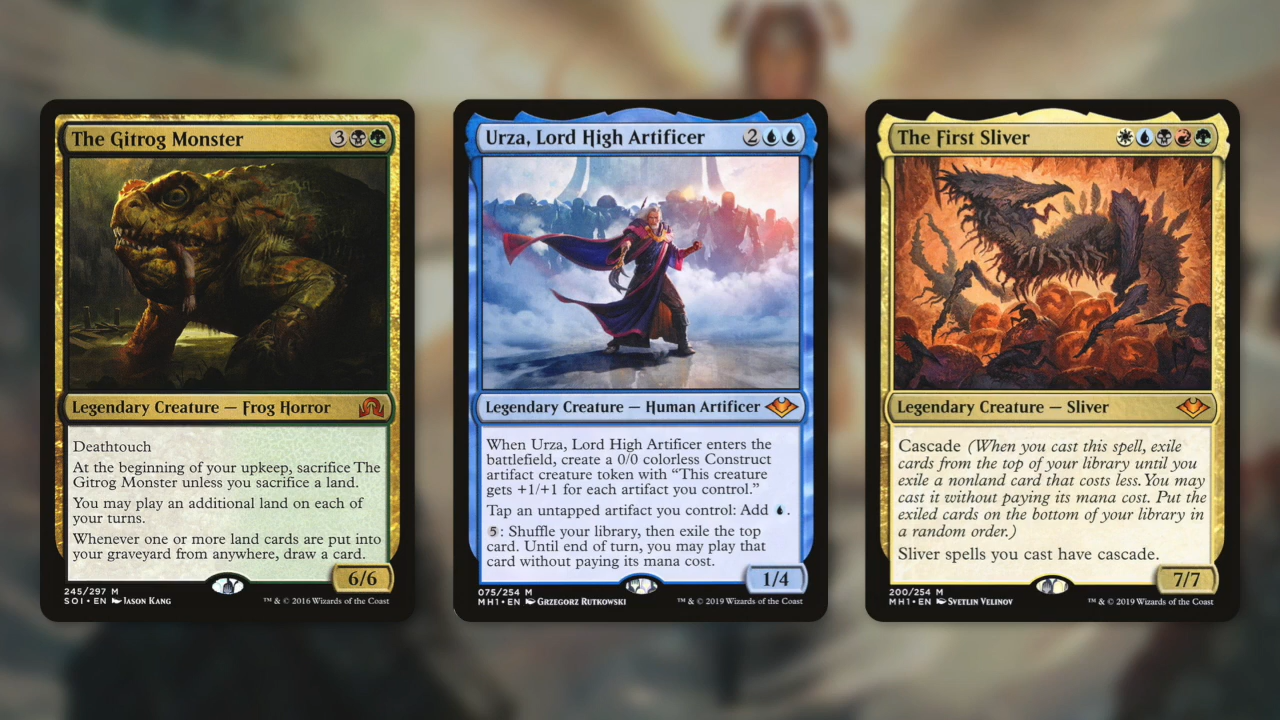 The Gitrog Monster 3
Legendary Creature — Frog Horror
Deathtouch
At the beginning of your upkeep, sacrifice The
Gitrog Monster unless you sacrifice a land.
You may play an additional land on each of
your turns.
Whenever one or more land cards are put into
your graveyard from anywhere, draw a card.
6/6
245/297 M
SOI • EN JASON KANG
™ & © 2016 Wizards of the Coast
Urza, Lord High Artificer 2
Legendary Creature — Human Artificer
When Urza, Lord High Artificer enters the
battlefield, create a 0/0 colorless Construct
artifact creature token with “This creature
gets +1/+1 for each artifact you control.”
Tap an untapped artifact you control: Add .
5: Shuffle your library, then exile the top
card. Until end of turn, you may play that
card without paying its mana cost.
1/4
075/254 M
MH1 • EN GRZEGORZ RUTKOWSKI
™ & © 2019 Wizards of the Coast
The First Sliver
Legendary Creature — Sliver
Cascade (When you cast this spell, exile
cards from the top of your library until you
exile a nonland card that costs less. You may
cast it without paying its mana cost. Put the
exiled cards on the bottom of your library in
a random order.)
Sliver spells you cast have cascade.
7/7
200/254 M
MH1 • EN SVETLIN VELINOV
™ & © 2019 Wizards of the Coast